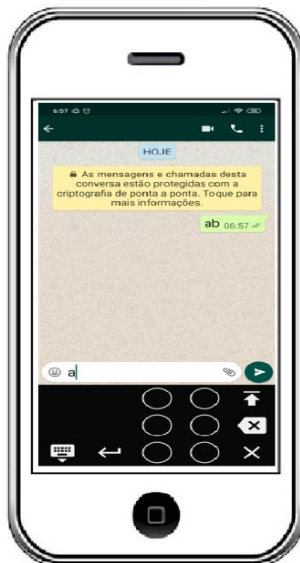 6:57
HOJE
As mensagens e chamadas desta
conversa estão protegidas com a
criptografia de ponta a ponta. Toque para
mais informações.
ab 06:57
a